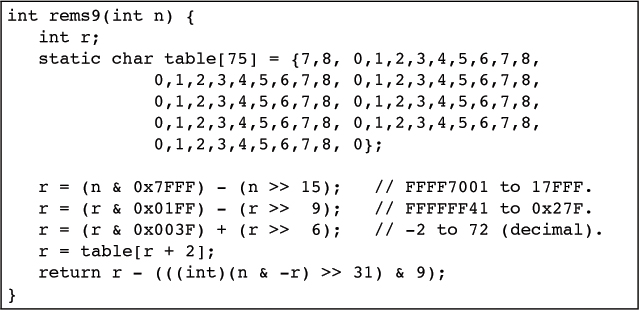 int rems9(int n) {
   int r;
   static char table[75] = {7,8, 0,1,2,3,4,5,6,7,8,
             0,1,2,3,4,5,6,7,8, 0,1,2,3,4,5,6,7,8,
             0,1,2,3,4,5,6,7,8, 0,1,2,3,4,5,6,7,8,
             0,1,2,3,4,5,6,7,8, 0,1,2,3,4,5,6,7,8,
             0,1,2,3,4,5,6,7,8, 0};

   r = (n & 0x7FFF) - (n >> 15);   // FFFF7001 to 17FFF.
   r = (r & 0x01FF) - (r >>  9);   // FFFFFF41 to 0x27F.
   r = (r & 0x003F) + (r >>  6);   // -2 to 72 (decimal).
   r = table[r + 2];
   return r - (((int)(n & -r) >> 31) & 9);
}